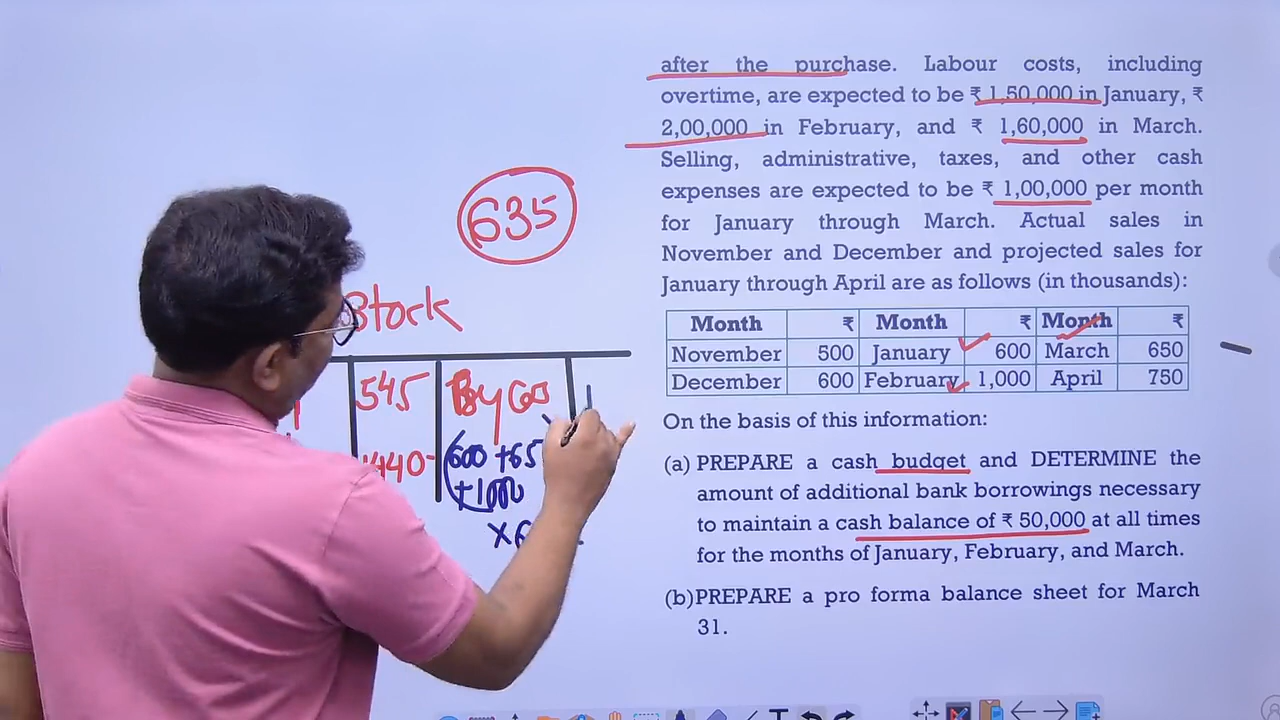 after the purchase. Labour costs, including
overtime, are expected to be ₹ 1,50,000 in January, ₹
2,00,000 in February, and ₹ 1,60,000 in March.
Selling, administrative, taxes, and other cash
expenses are expected to be ₹ 1,00,000 per month
for January through March. Actual sales in
November and December and projected sales for
January through April are as follows (in thousands):
Month ₹ Month ₹ Month ₹
November 500 January 600 March 650
December 600 February 1,000 April 750
On the basis of this information:
(a) PREPARE a cash budget and DETERMINE the
amount of additional bank borrowings necessary
to maintain a cash balance of ₹ 50,000 at all times
for the months of January, February, and March.
(b) PREPARE a pro forma balance sheet for March
31.
635
Stock
545 By
600 +65
+1000